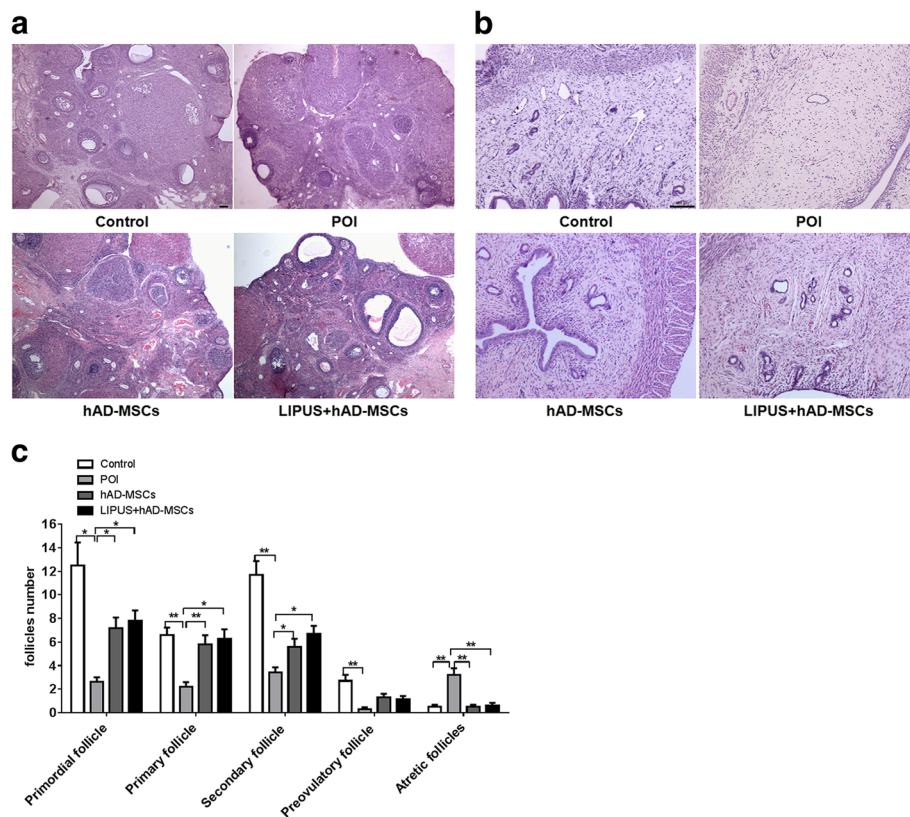 a
b
Control
POI
Control
POI
hAD-MSCs
LIPUS+hAD-MSCs
hAD-MSCs
LIPUS+hAD-MSCs
c
Control
POI
hAD-MSCs
LIPUS+hAD-MSCs
follicles number
16
14
12
10
8
6
4
2
0
* * *
** ** *
** * *
**
** ** **
Primordial follicle
Primary follicle
Secondary follicle
Preovulatory follicle
Atretic follicles